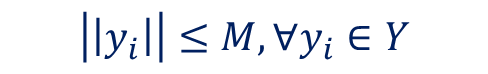 ||y_i|| ≤ M, ∀y_i ∈ Y